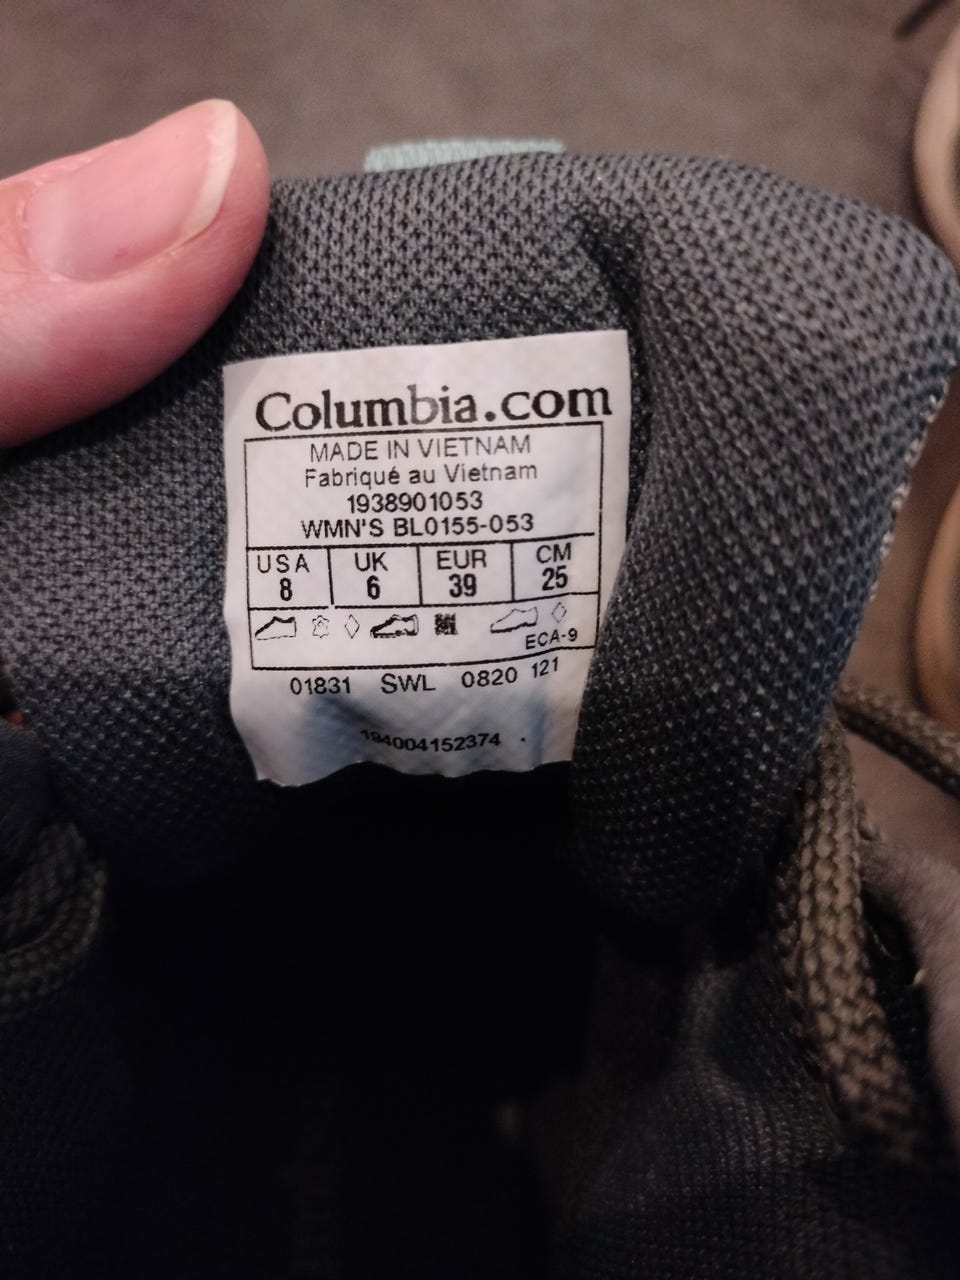 Columbia.com
MADE IN VIETNAM
Fabriqué au Vietnam
1938901053
WMN'S BL0155-053
USA UK EUR CM
8 6 39 25
ECA-9
01831 SWL 0820 121
194004152374